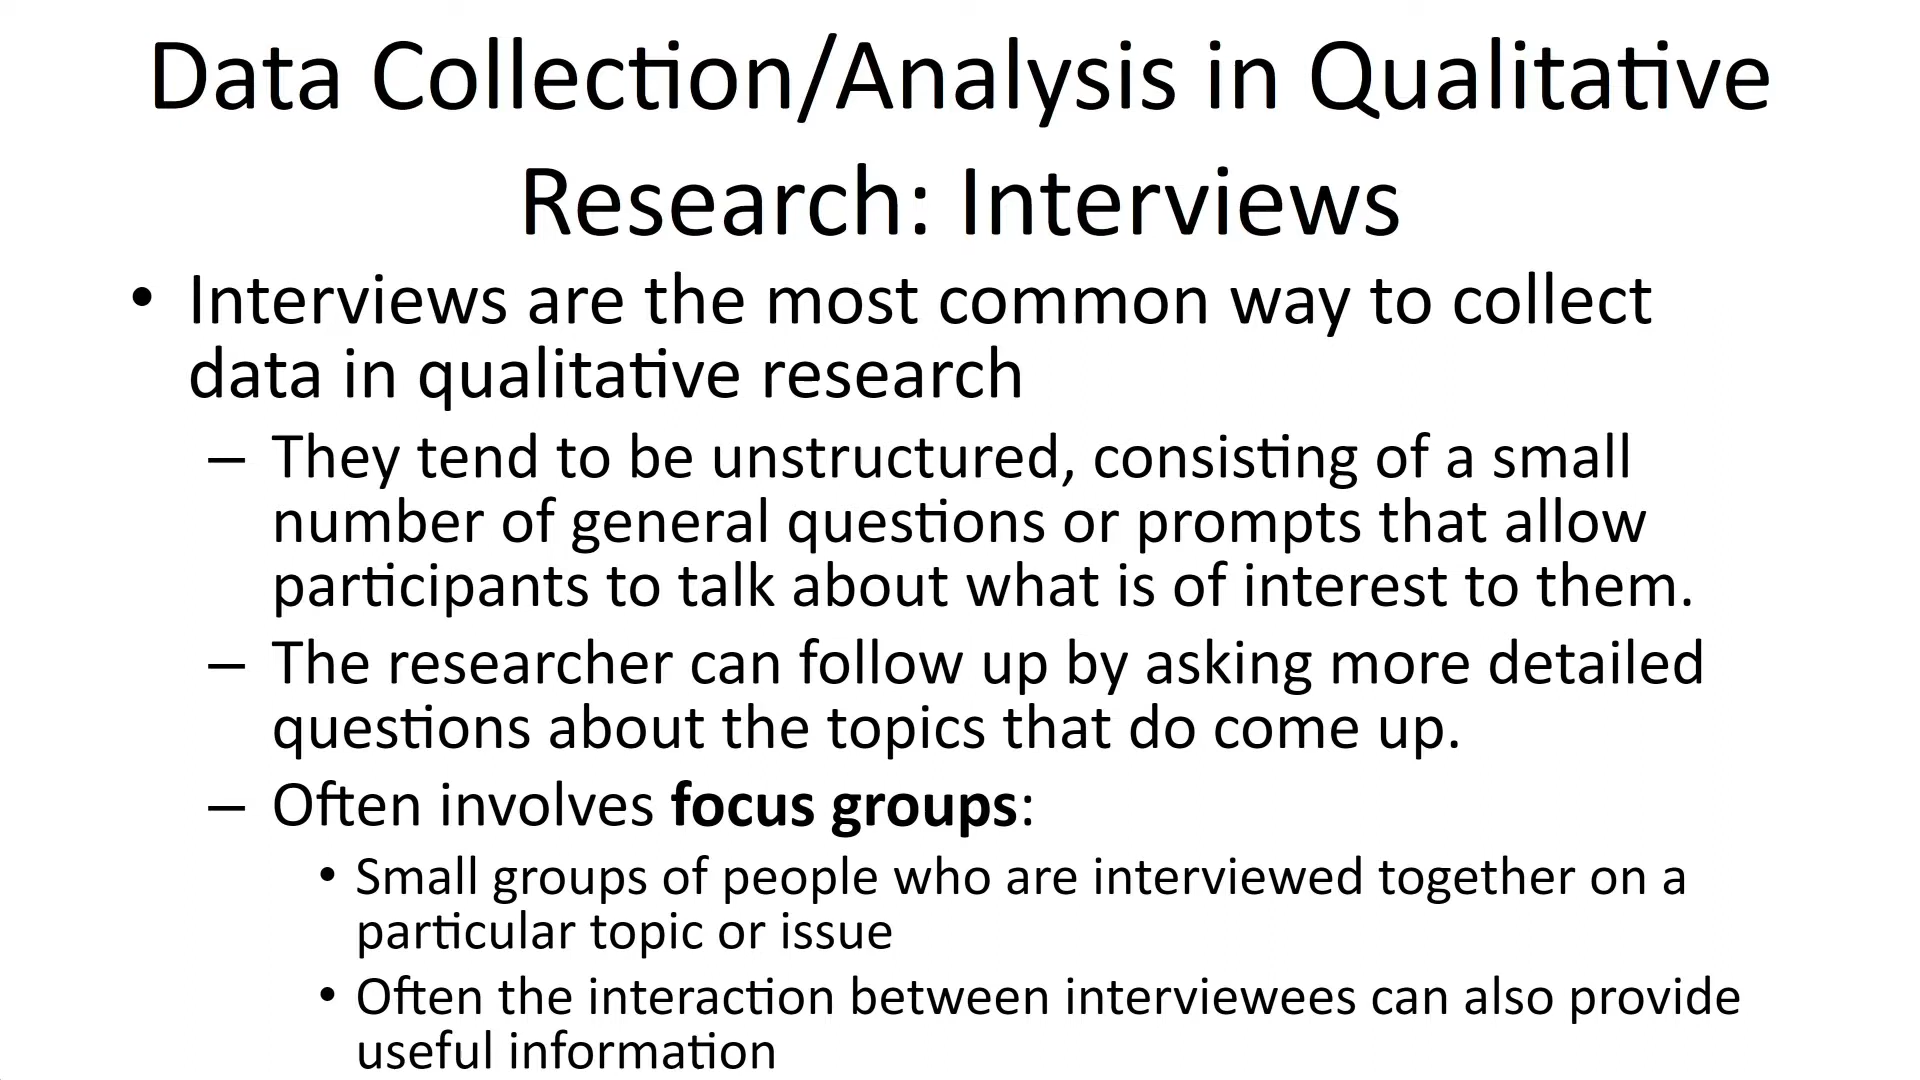 Data Collection/Analysis in Qualitative
Research: Interviews
• Interviews are the most common way to collect
data in qualitative research
– They tend to be unstructured, consisting of a small
number of general questions or prompts that allow
participants to talk about what is of interest to them.
– The researcher can follow up by asking more detailed
questions about the topics that do come up.
– Often involves focus groups:
• Small groups of people who are interviewed together on a
particular topic or issue
• Often the interaction between interviewees can also provide
useful information